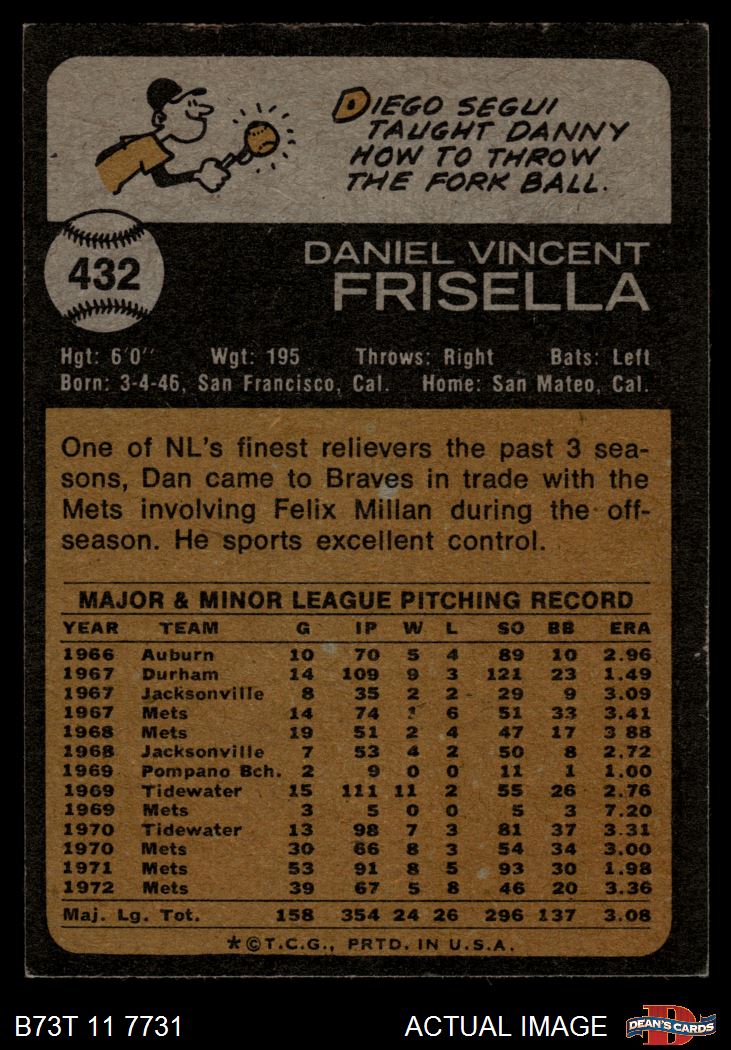 DIEGO SEGUI
TAUGHT DANNY
HOW TO THROW
THE FORK BALL.
432
DANIEL VINCENT
FRISELLA
Hgt: 6'0" Wgt: 195 Throws: Right Bats: Left
Born: 3-4-46, San Francisco, Cal. Home: San Mateo, Cal.
One of NL's finest relievers the past 3 sea-
sons, Dan came to Braves in trade with the
Mets involving Felix Millan during the off-
season. He sports excellent control.
MAJOR & MINOR LEAGUE PITCHING RECORD
YEAR TEAM G IP W L SO BB ERA
1966 Auburn 10 70 5 4 89 10 2.96
1967 Durham 14 109 9 3 121 23 1.49
1967 Jacksonville 8 35 2 2 29 9 3.09
1967 Mets 14 74 1 6 51 33 3.41
1968 Mets 19 51 2 4 47 17 3 88
1968 Jacksonville 7 53 4 2 50 8 2.72
1969 Pompano Bch. 2 9 0 0 11 1 1.00
1969 Tidewater 15 111 11 2 55 26 2.76
1969 Mets 3 5 0 0 5 3 7.20
1970 Tidewater 13 98 7 3 81 37 3.31
1970 Mets 30 66 8 3 54 34 3.00
1971 Mets 53 91 8 5 93 30 1.98
1972 Mets 39 67 5 8 46 20 3.36
Maj. Lg. Tot. 158 354 24 26 296 137 3.08
*©T.C.G., PRTD. IN U.S.A.
B73T 11 7731 ACTUAL IMAGE DEAN'S CARDS